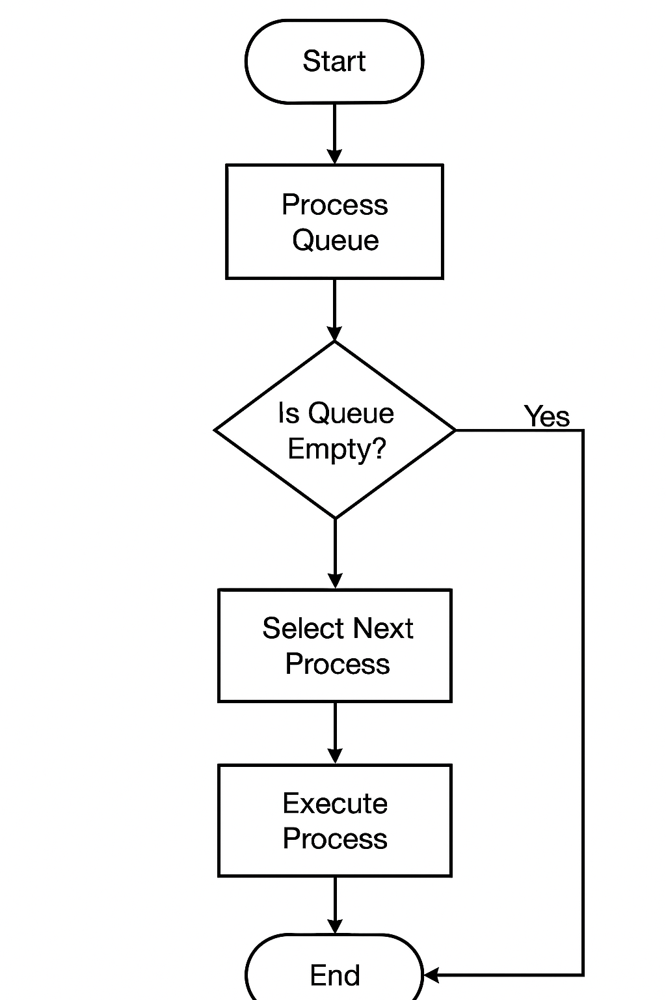 Start
Process
Queue
Is Queue
Empty?
Yes
Select Next
Process
Execute
Process
End